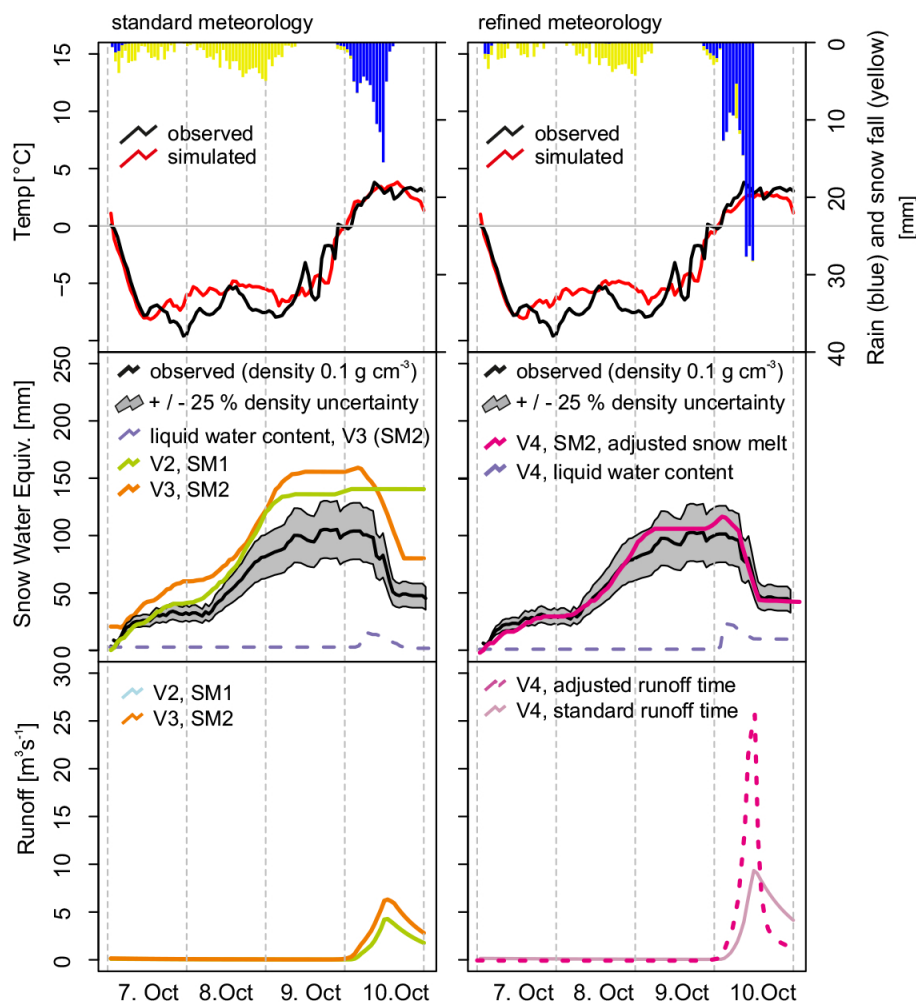 standard meteorology
refined meteorology
15
10
5
0
−5
Temp [°C]
observed
simulated
observed
simulated
0
10
20
30
40
Rain (blue) and snow fall (yellow)
[mm]
250
200
150
100
50
0
Snow Water Equiv. [mm]
observed (density 0.1 g cm⁻³)
+ / - 25 % density uncertainty
liquid water content, V3 (SM2)
V2, SM1
V3, SM2
observed (density 0.1 g cm⁻³)
+ / - 25 % density uncertainty
V4, SM2, adjusted snow melt
V4, liquid water content
30
25
20
15
10
5
0
Runoff [m³s⁻¹]
V2, SM1
V3, SM2
V4, adjusted runoff time
V4, standard runoff time
7. Oct
8.Oct
9. Oct
10.Oct
7. Oct
8.Oct
9. Oct
10.Oct